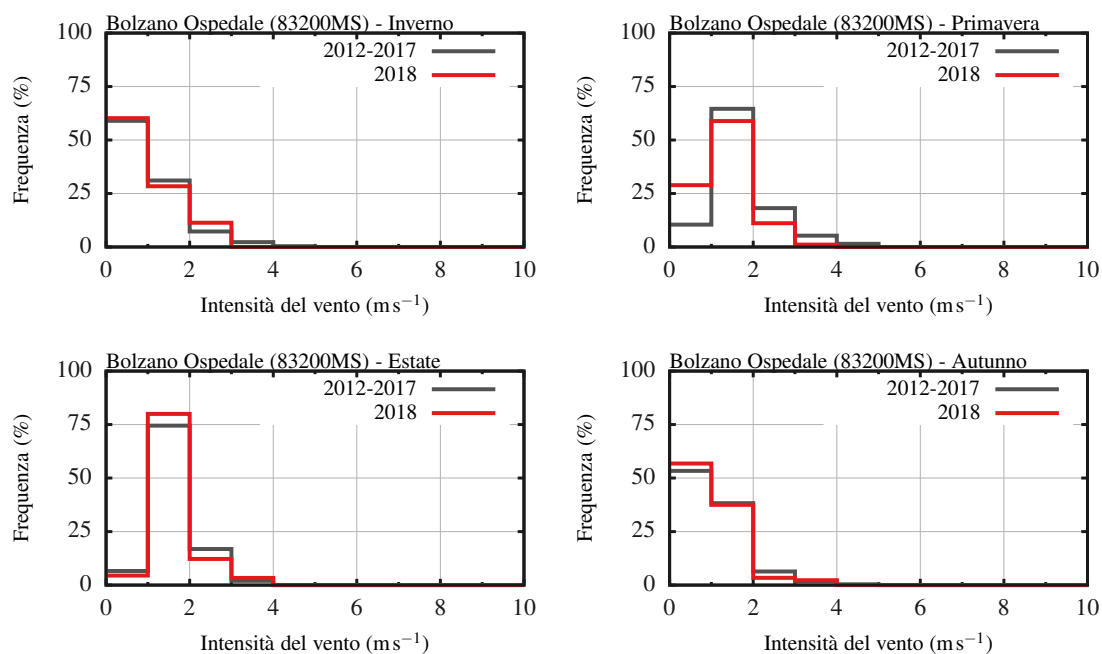 Bolzano Ospedale (83200MS) - Inverno
2012-2017
2018
Frequenza (%)
100
75
50
25
0
0 2 4 6 8 10
Intensità del vento (m s⁻¹)
Bolzano Ospedale (83200MS) - Primavera
2012-2017
2018
Frequenza (%)
100
75
50
25
0
0 2 4 6 8 10
Intensità del vento (m s⁻¹)
Bolzano Ospedale (83200MS) - Estate
2012-2017
2018
Frequenza (%)
100
75
50
25
0
0 2 4 6 8 10
Intensità del vento (m s⁻¹)
Bolzano Ospedale (83200MS) - Autunno
2012-2017
2018
Frequenza (%)
100
75
50
25
0
0 2 4 6 8 10
Intensità del vento (m s⁻¹)